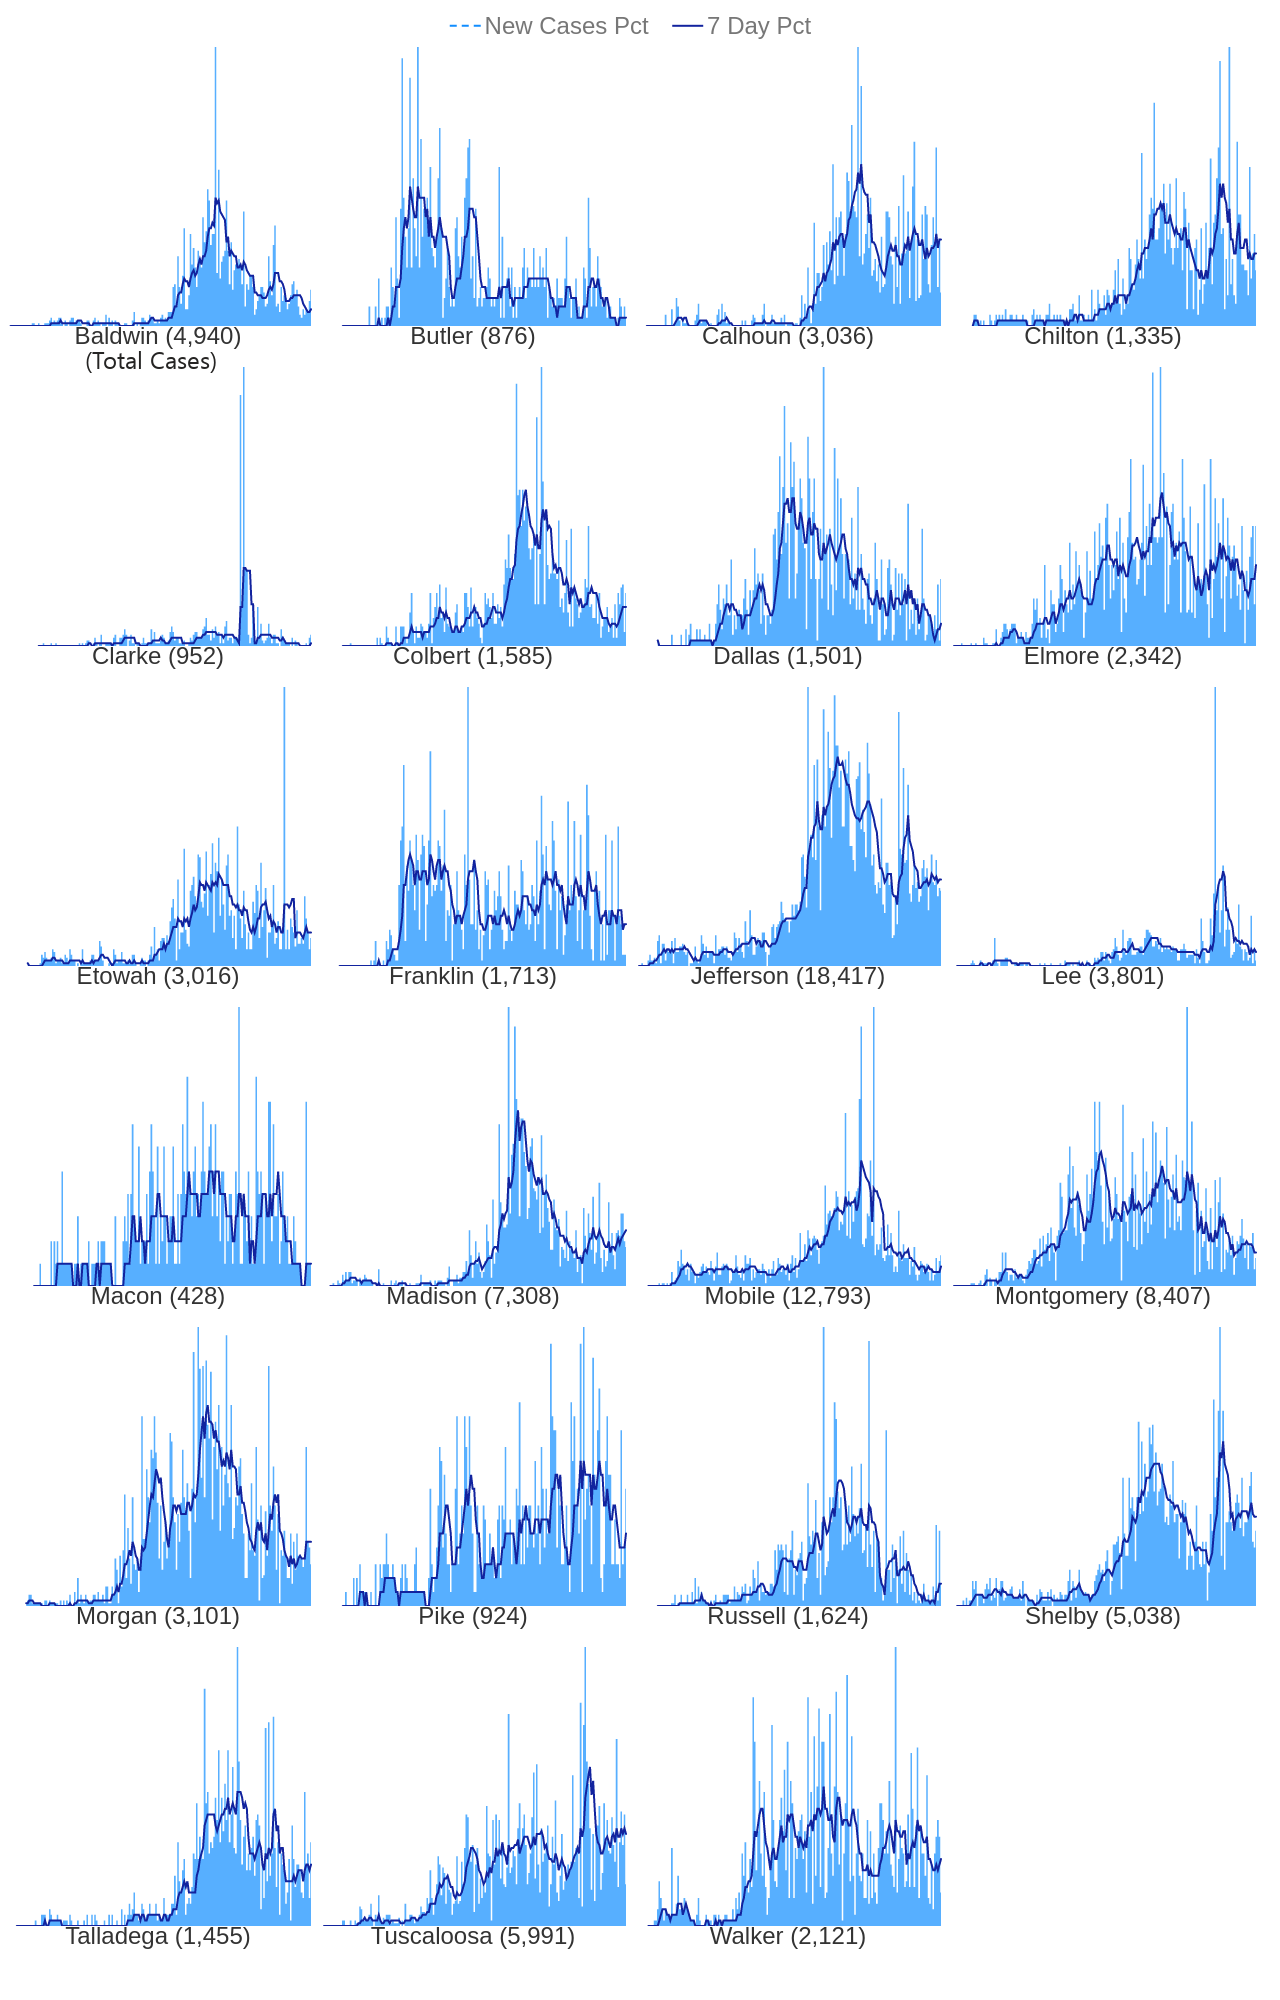 New Cases Pct 7 Day Pct
Baldwin (4,940) Butler (876) Calhoun (3,036) Chilton (1,335)
(Total Cases)
Clarke (952) Colbert (1,585) Dallas (1,501) Elmore (2,342)
Etowah (3,016) Franklin (1,713) Jefferson (18,417) Lee (3,801)
Macon (428) Madison (7,308) Mobile (12,793) Montgomery (8,407)
Morgan (3,101) Pike (924) Russell (1,624) Shelby (5,038)
Talladega (1,455) Tuscaloosa (5,991) Walker (2,121)